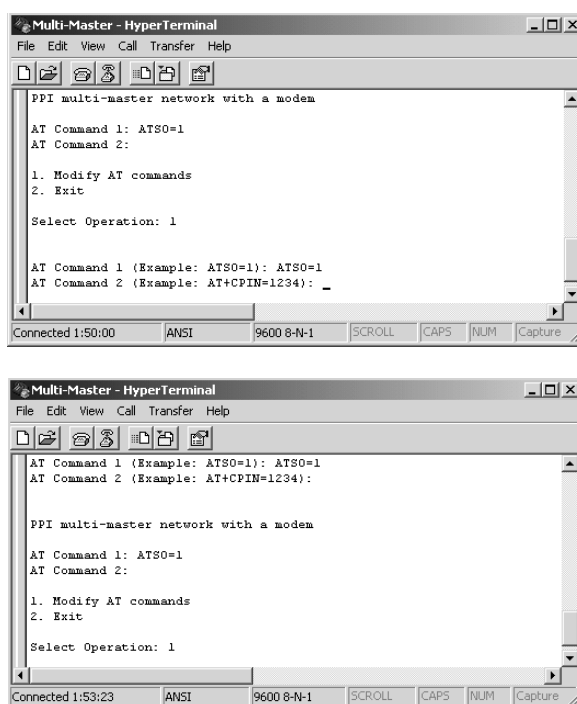 Multi-Master - HyperTerminal
File Edit View Call Transfer Help
PPI multi-master network with a modem
AT Command 1: ATS0=1
AT Command 2:
1. Modify AT commands
2. Exit
Select Operation: 1
AT Command 1 (Example: ATS0=1): ATS0=1
AT Command 2 (Example: AT+CPIN=1234): _
Connected 1:50:00 ANSI 9600 8-N-1 SCROLL CAPS NUM Capture
Multi-Master - HyperTerminal
File Edit View Call Transfer Help
AT Command 1 (Example: ATS0=1): ATS0=1
AT Command 2 (Example: AT+CPIN=1234):
PPI multi-master network with a modem
AT Command 1: ATS0=1
AT Command 2:
1. Modify AT commands
2. Exit
Select Operation: 1
Connected 1:53:23 ANSI 9600 8-N-1 SCROLL CAPS NUM Capture